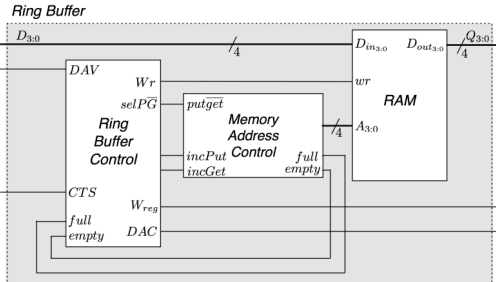 Ring Buffer
D3:0
4
Din3:0
Dout3:0
Q3:0
4
DAV
Wr
wr
selPG̅
putg̅e̅t̅
RAM
Ring
Buffer
Control
Memory
Address
Control
4
A3:0
incPut
incGet
full
empty
CTS
Wreg
full
empty
DAC